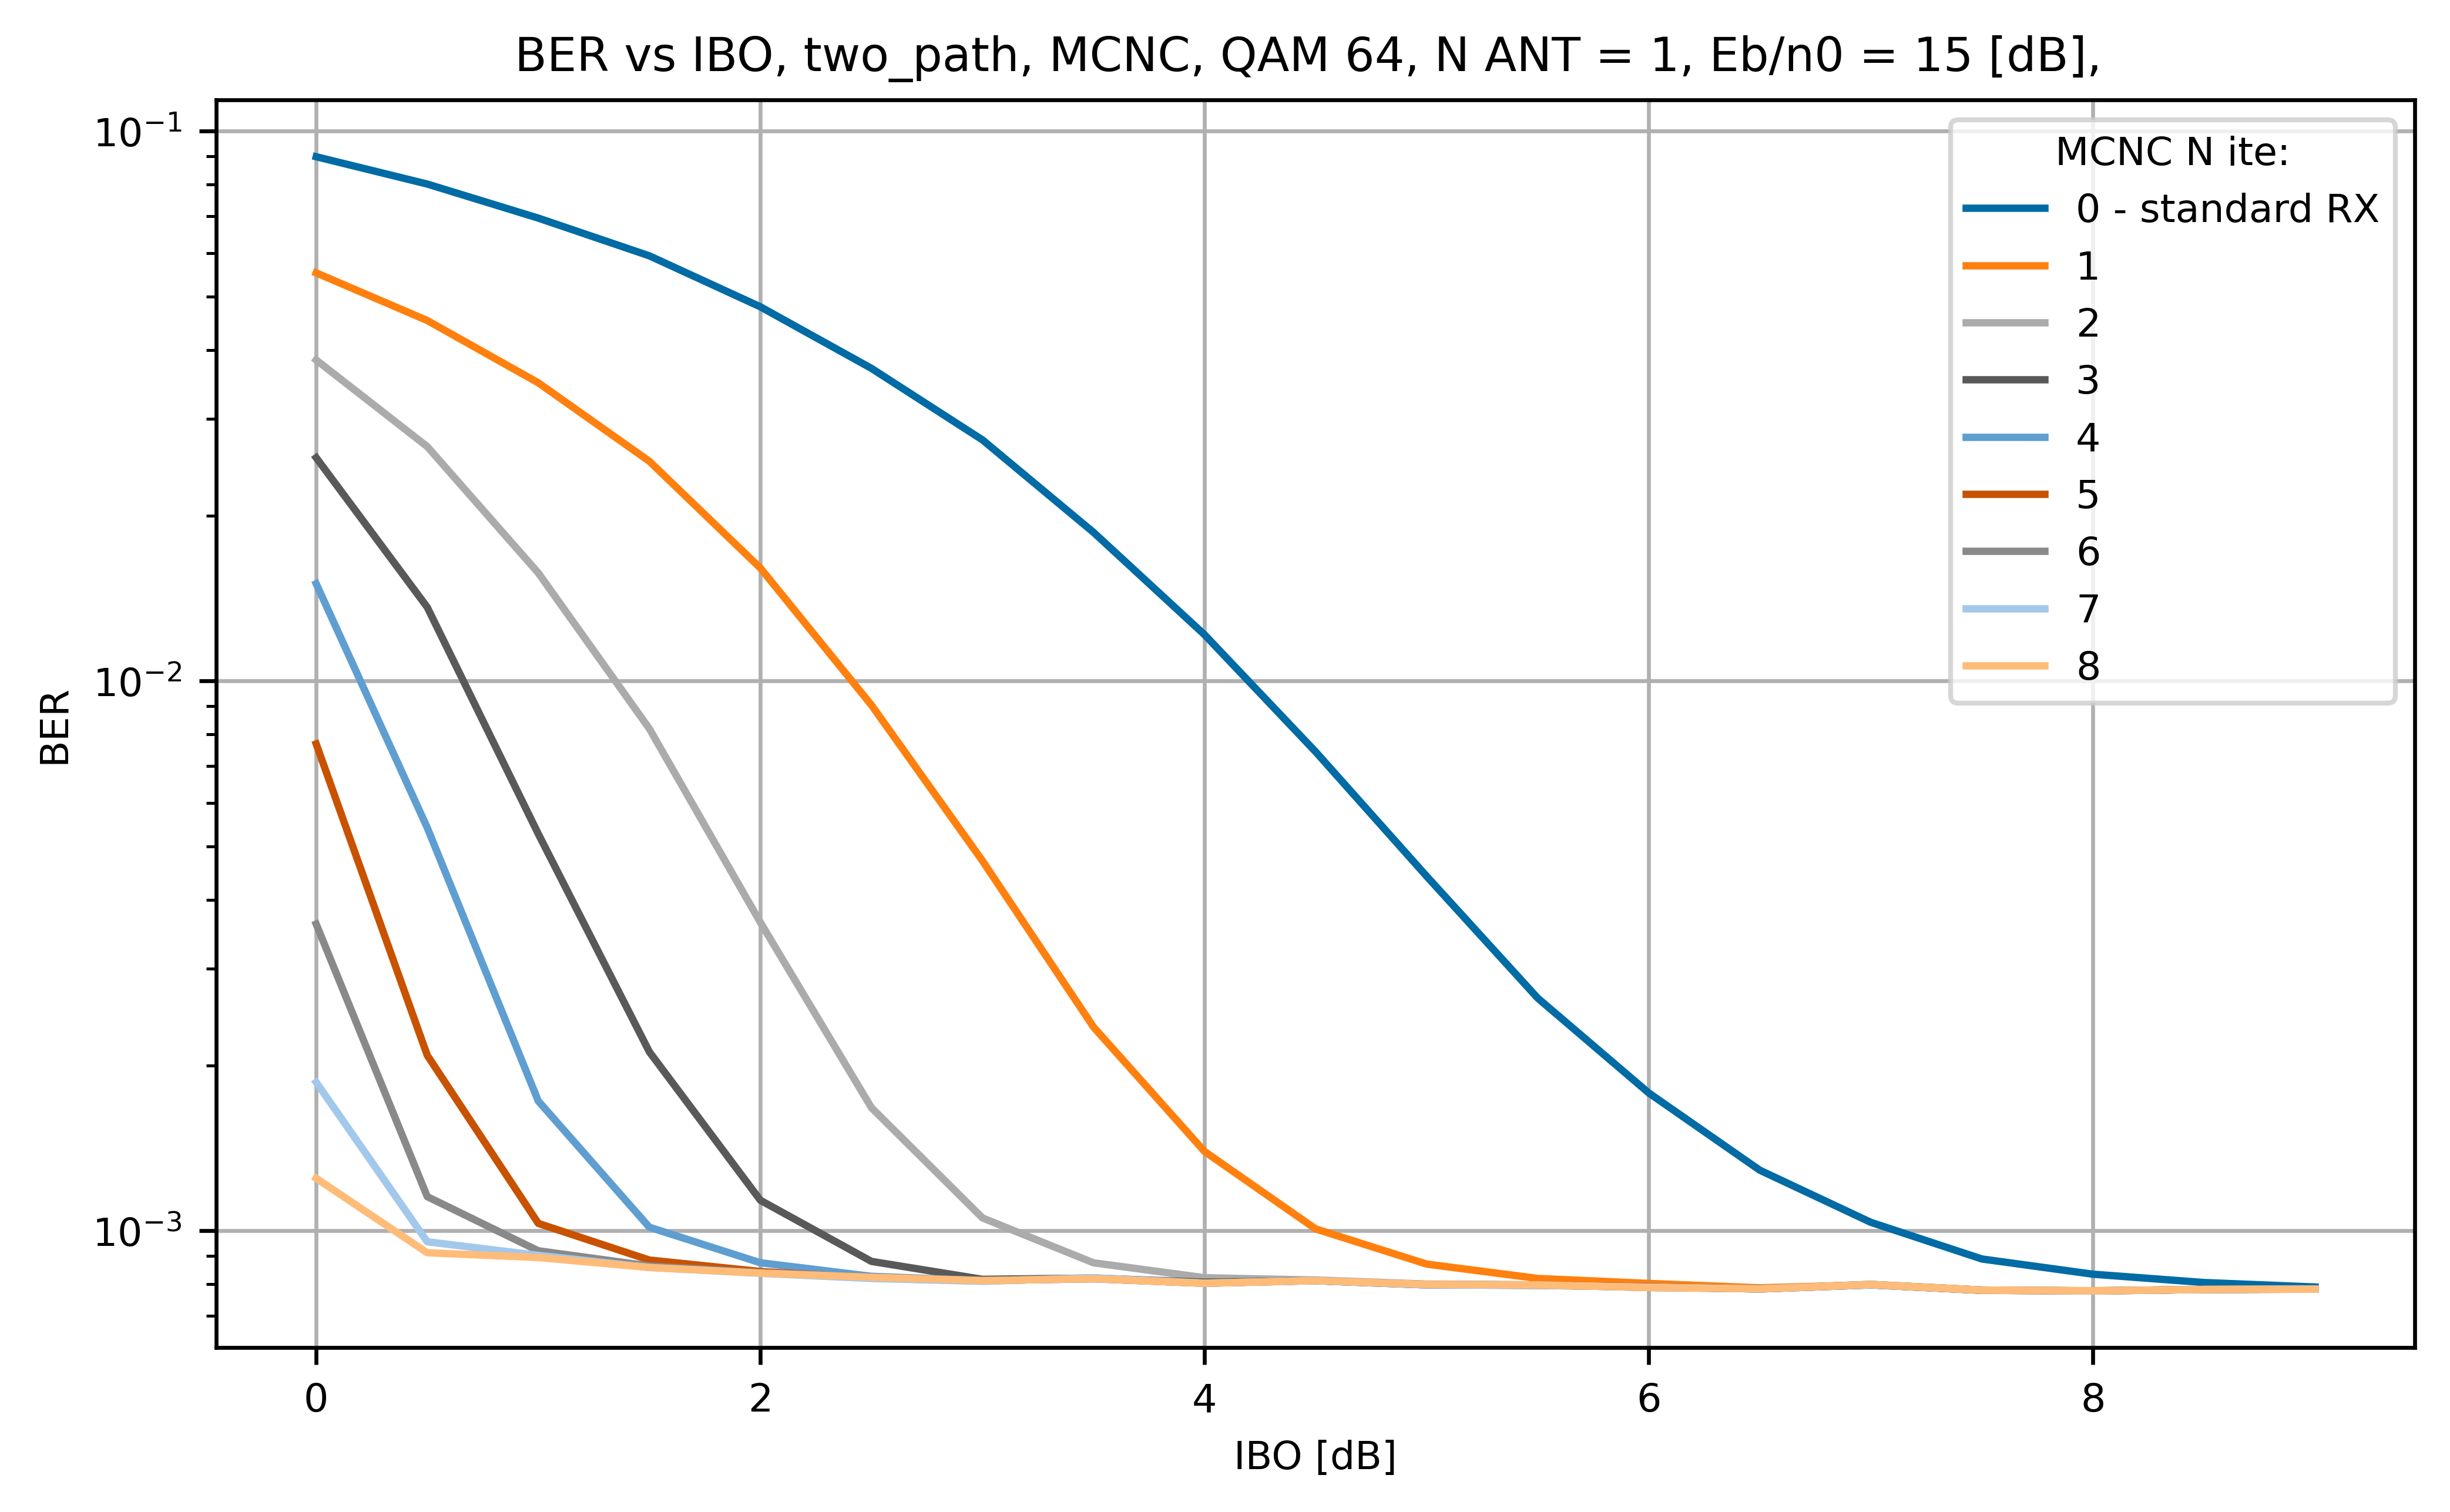 BER vs IBO, two_path, MCNC, QAM 64, N ANT = 1, Eb/n0 = 15 [dB],
MCNC N ite:
0 - standard RX
1
2
3
4
5
6
7
8
BER
10⁻¹
10⁻²
10⁻³
0 2 4 6 8
IBO [dB]